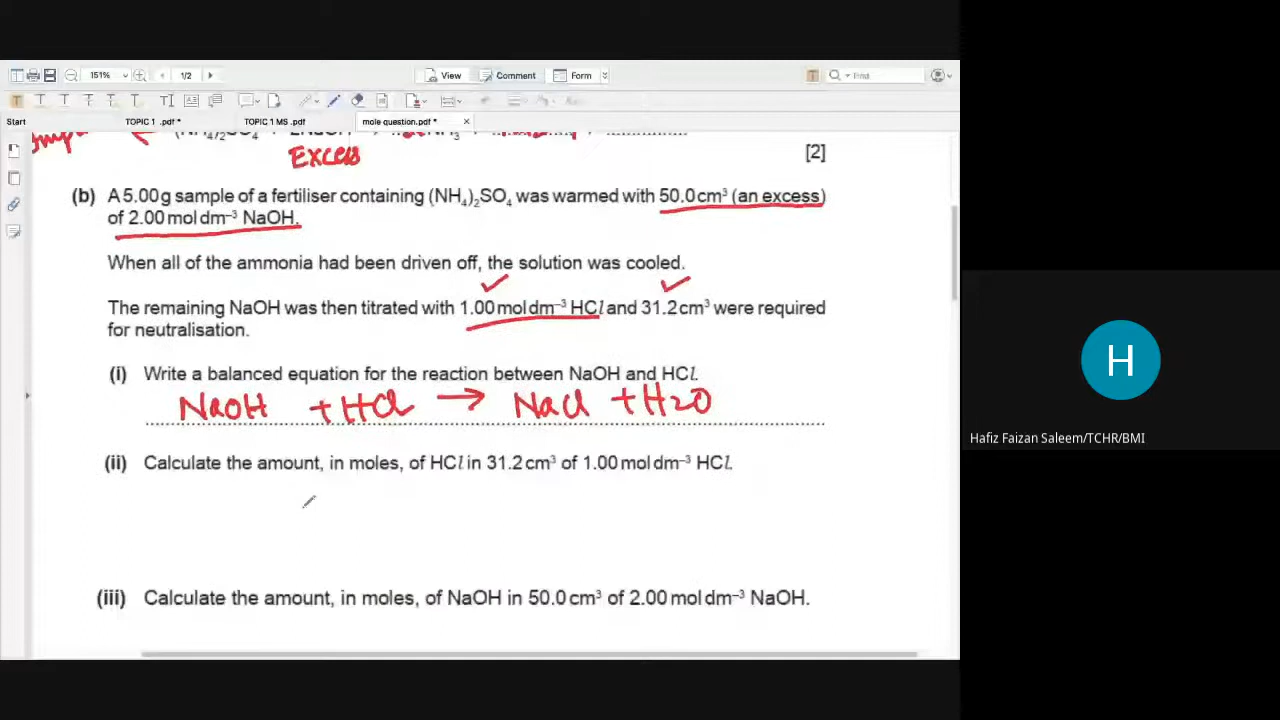 151%
1/2
View
Comment
Form
Find
Start
TOPIC 1 .pdf *
TOPIC 1 MS .pdf
mole question.pdf *
Excess
[2]
(b) A 5.00 g sample of a fertiliser containing (NH₄)₂SO₄ was warmed with 50.0 cm³ (an excess)
of 2.00 mol dm⁻³ NaOH.
When all of the ammonia had been driven off, the solution was cooled.
The remaining NaOH was then titrated with 1.00 mol dm⁻³ HCl and 31.2 cm³ were required
for neutralisation.
(i) Write a balanced equation for the reaction between NaOH and HCl.
NaOH + HCl → NaCl + H2O
(ii) Calculate the amount, in moles, of HCl in 31.2 cm³ of 1.00 mol dm⁻³ HCl.
(iii) Calculate the amount, in moles, of NaOH in 50.0 cm³ of 2.00 mol dm⁻³ NaOH.
H
Hafiz Faizan Saleem/TCHR/BMI